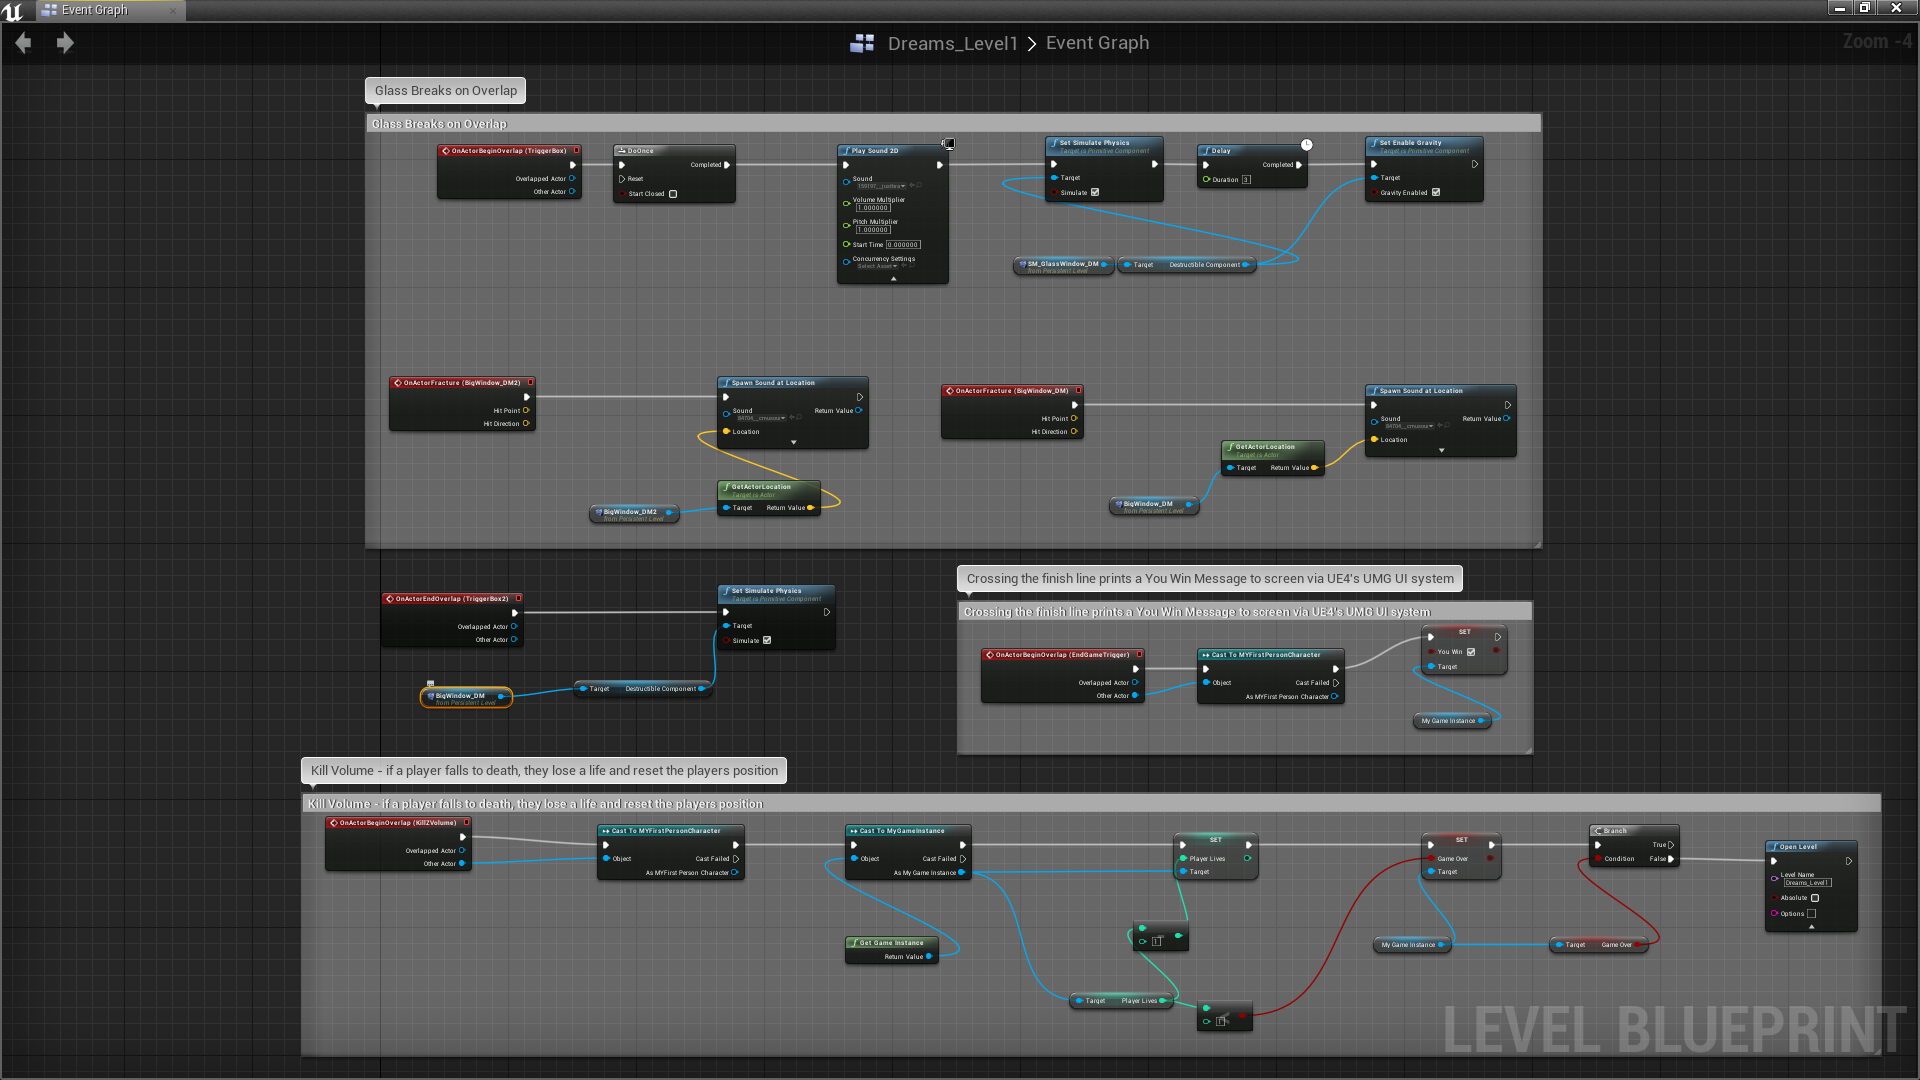 Event Graph
Dreams_Level1 > Event Graph
Zoom -4
Glass Breaks on Overlap
Glass Breaks on Overlap
OnActorBeginOverlap (TriggerBox)
Overlapped Actor
Other Actor
DoOnce
Completed
Reset
Start Closed
Play Sound 2D
Sound
Volume Multiplier
1.000000
Pitch Multiplier
1.000000
Start Time 0.000000
Concurrency Settings
Select Asset
Set Simulate Physics
Target is Primitive Component
Target
Simulate
Delay
Completed
Duration 3
Set Enable Gravity
Target is Primitive Component
Target
Gravity Enabled
SM_GlassWindow_DM
from Persistent Level
Target Destructible Component
OnActorFracture (BigWindow_DM2)
Hit Point
Hit Direction
Spawn Sound at Location
Sound Return Value
Location
GetActorLocation
Target is Actor
Target Return Value
BigWindow_DM2
from Persistent Level
OnActorFracture (BigWindow_DM)
Hit Point
Hit Direction
Spawn Sound at Location
Sound Return Value
Location
GetActorLocation
Target is Actor
Target Return Value
BigWindow_DM
from Persistent Level
OnActorEndOverlap (TriggerBox2)
Overlapped Actor
Other Actor
Set Simulate Physics
Target is Primitive Component
Target
Simulate
BigWindow_DM
from Persistent Level
Target Destructible Component
Crossing the finish line prints a You Win Message to screen via UE4's UMG UI system
Crossing the finish line prints a You Win Message to screen via UE4's UMG UI system
OnActorBeginOverlap (EndGameTrigger)
Overlapped Actor
Other Actor
Cast To MYFirstPersonCharacter
Object Cast Failed
As MYFirst Person Character
SET
You Win
Target
My Game Instance
Kill Volume - if a player falls to death, they lose a life and reset the players position
Kill Volume - if a player falls to death, they lose a life and reset the players position
OnActorBeginOverlap (KillZVolume)
Overlapped Actor
Other Actor
Cast To MYFirstPersonCharacter
Object Cast Failed
As MYFirst Person Character
Cast To MyGameInstance
Object Cast Failed
As My Game Instance
Get Game Instance
Return Value
SET
Player Lives
Target
Target Player Lives
1
SET
Game Over
Target
My Game Instance
Target Game Over
Branch
True
Condition False
Open Level
Level Name
Dreams_Level1
Absolute
Options
LEVEL BLUEPRINT